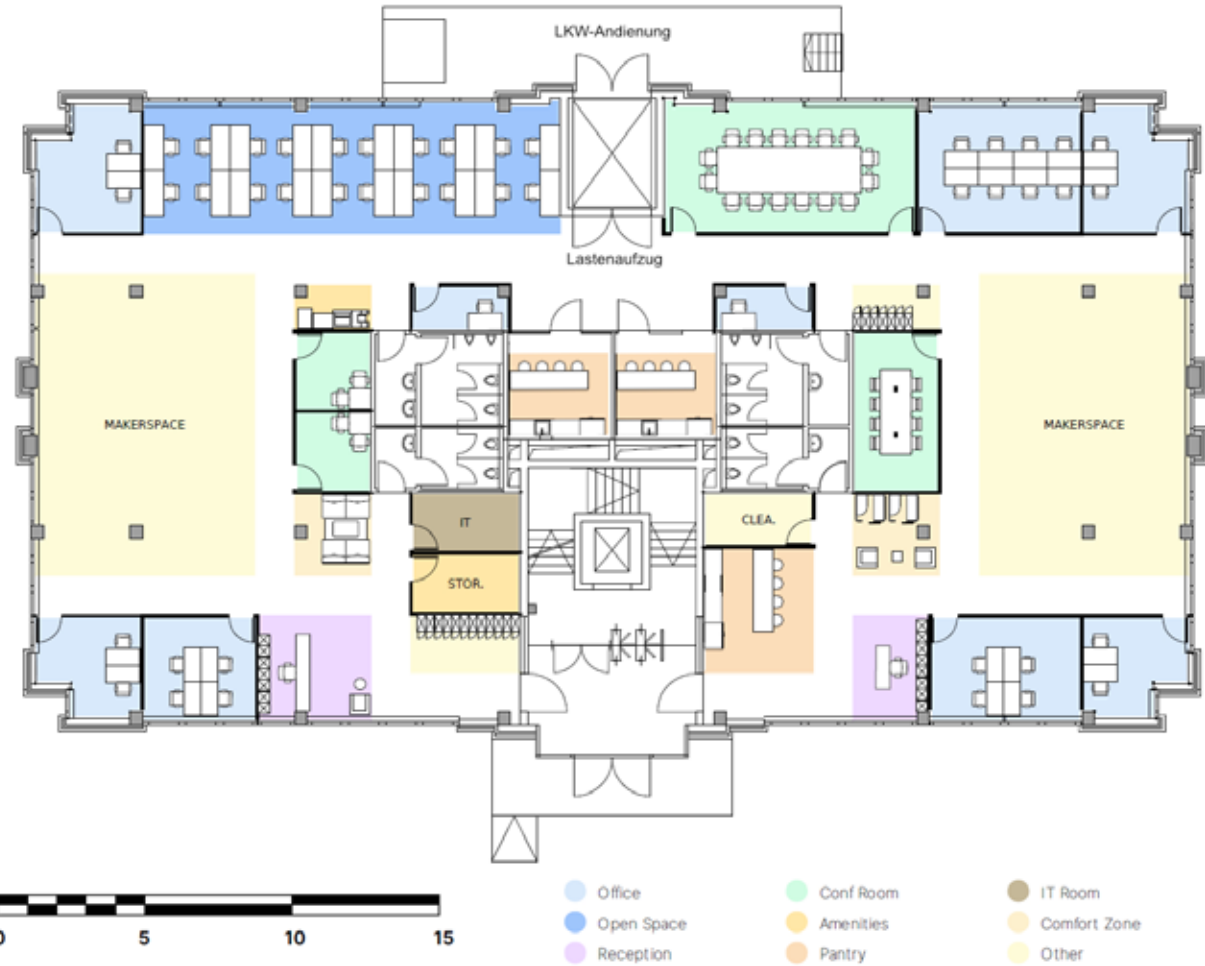 LKW-Andienung
Lastenaufzug
MAKERSPACE
MAKERSPACE
IT
CLEA.
STOR.
0 5 10 15
Office
Open Space
Reception
Conf Room
Amenities
Pantry
IT Room
Comfort Zone
Other